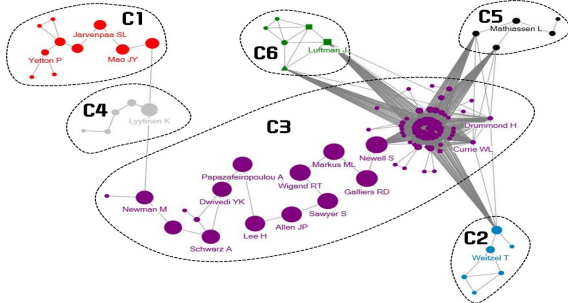 C1
C5
Jarvenpaa SL
Mathiassen L
C6
Luftman J
Yetton P
Mao JY
C4
Lyytinen K
C3
Drummond H
Markus ML
Newell S
Currie WL
Papazafeiropoulou A
Wigand RT
Galliers RD
Dwivedi YK
Newman M
Sawyer S
Lee H
Allen JP
C2
Schwarz A
Weitzel T